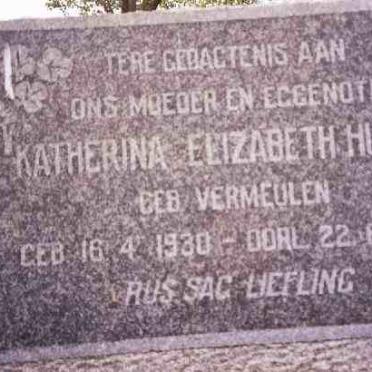 TERE GEDAGTENIS AAN
ONS MOEDER EN EGGENOT
KATHERINA ELIZABETH H
GEB VERMEULEN
GEB 16 4 1930 - OORL 22
RUS SAG LIEFLING